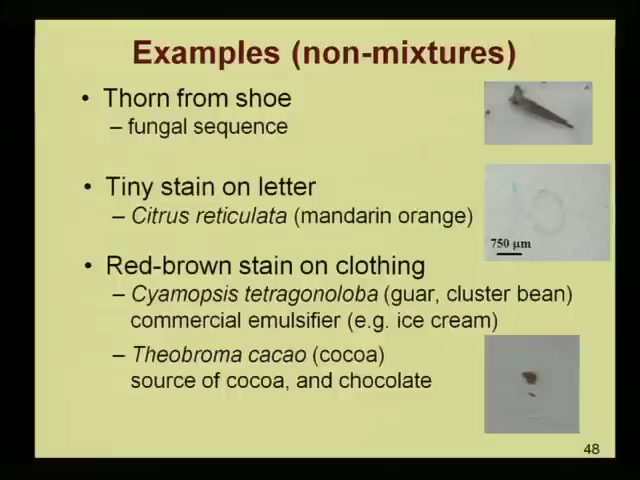 Examples (non-mixtures)
• Thorn from shoe
– fungal sequence
• Tiny stain on letter
– Citrus reticulata (mandarin orange)
750 µm
• Red-brown stain on clothing
– Cyamopsis tetragonoloba (guar, cluster bean)
commercial emulsifier (e.g. ice cream)
– Theobroma cacao (cocoa)
source of cocoa, and chocolate
48